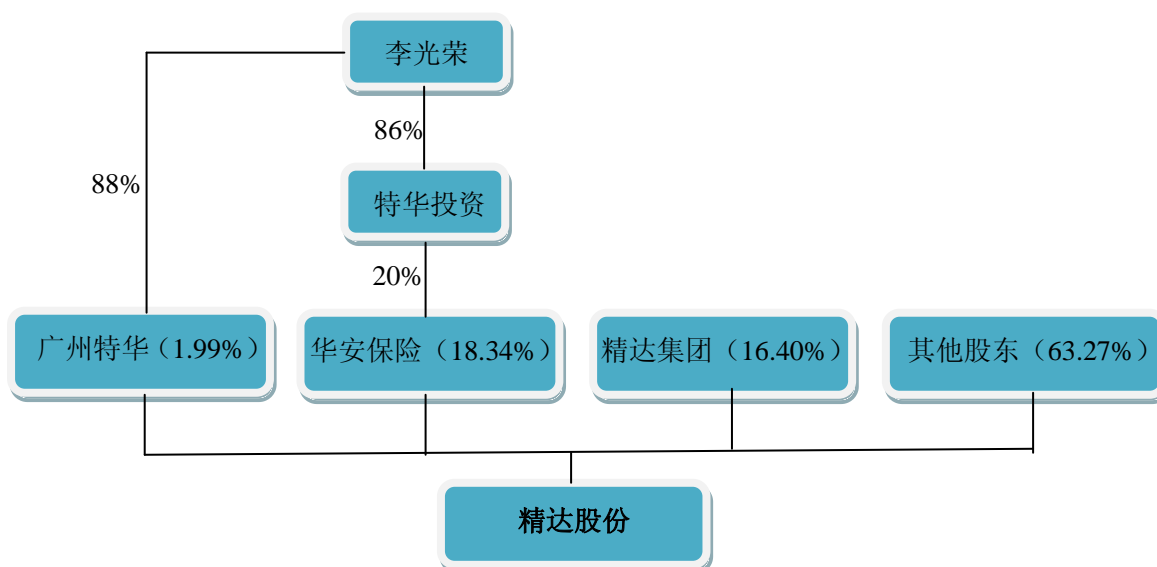 李光荣
86%
88%
特华投资
20%
广州特华（1.99%）
华安保险（18.34%）
精达集团（16.40%）
其他股东（63.27%）
精达股份